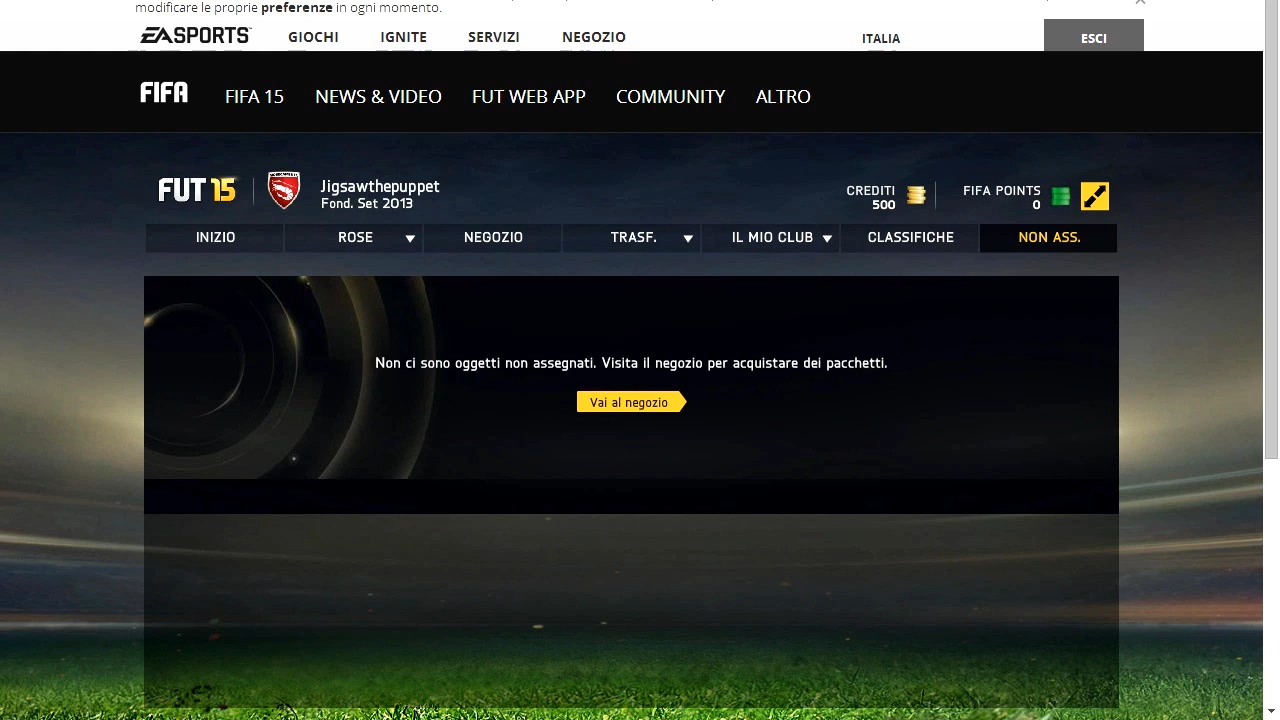 modificare le proprie preferenze in ogni momento.
EA SPORTS GIOCHI IGNITE SERVIZI NEGOZIO ITALIA ESCI
FIFA FIFA 15 NEWS & VIDEO FUT WEB APP COMMUNITY ALTRO
FUT 15 Jigsawthepuppet CREDITI FIFA POINTS
Fond. Set 2013 500 0
INIZIO ROSE NEGOZIO TRASF. IL MIO CLUB CLASSIFICHE NON ASS.
Non ci sono oggetti non assegnati. Visita il negozio per acquistare dei pacchetti.
Vai al negozio